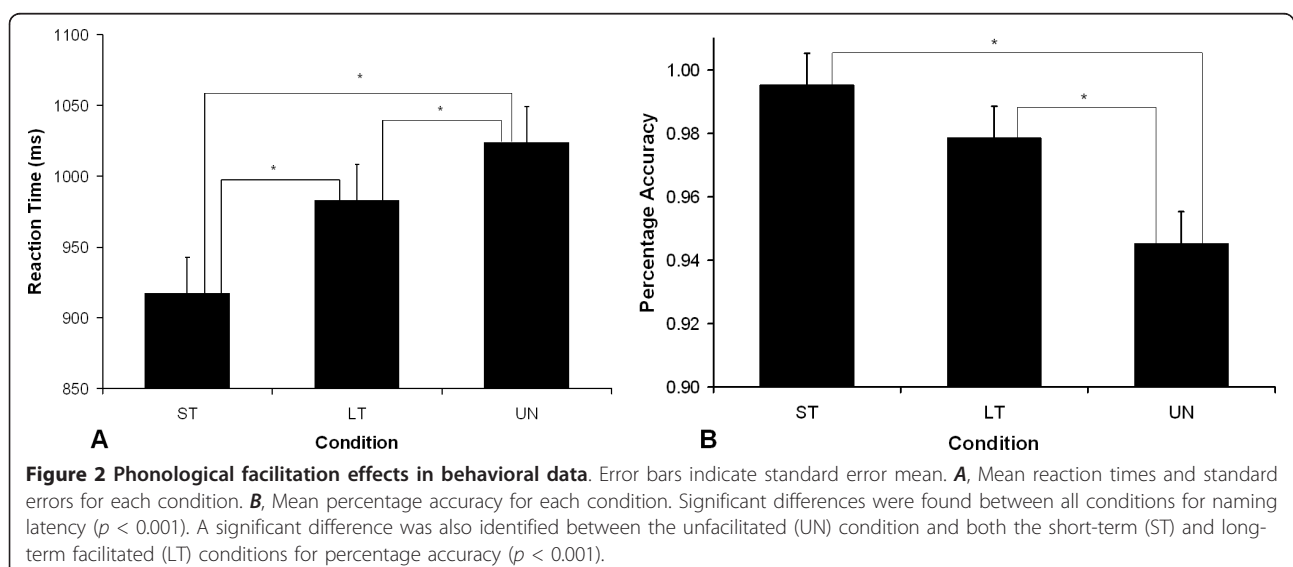 1100
1050
1000
950
900
850
Reaction Time (ms)
*
*
*
ST LT UN
A
Condition
1.00
0.98
0.96
0.94
0.92
0.90
Percentage Accuracy
*
*
ST LT UN
B
Condition
Figure 2 Phonological facilitation effects in behavioral data. Error bars indicate standard error mean. A, Mean reaction times and standard
errors for each condition. B, Mean percentage accuracy for each condition. Significant differences were found between all conditions for naming
latency (p < 0.001). A significant difference was also identified between the unfacilitated (UN) condition and both the short-term (ST) and long-
term facilitated (LT) conditions for percentage accuracy (p < 0.001).